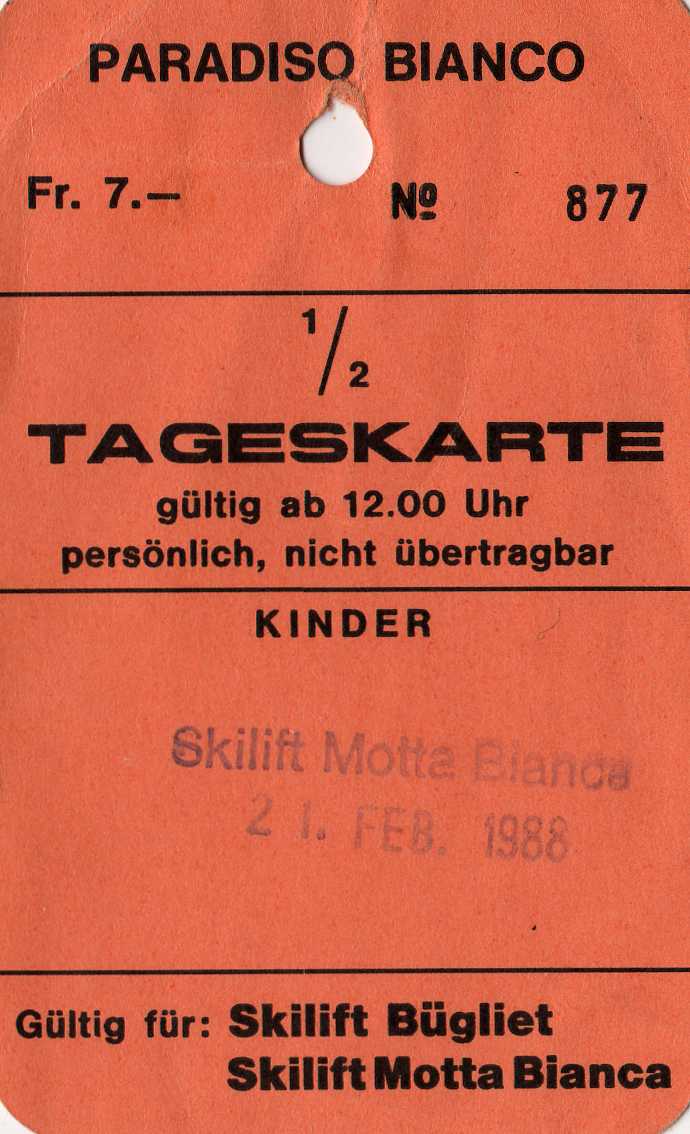 PARADISO BIANCO
Fr. 7.— Nº 877
1/2
TAGESKARTE
gültig ab 12.00 Uhr
persönlich, nicht übertragbar
KINDER
Skilift Motta Bianca
21. FEB. 1988
Gültig für: Skilift Bügliet
Skilift Motta Bianca